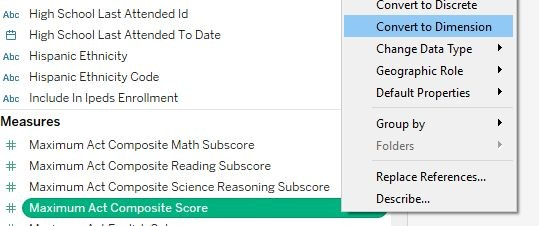 Abc High School Last Attended Id
High School Last Attended To Date
Abc Hispanic Ethnicity
Abc Hispanic Ethnicity Code
Abc Include In Ipeds Enrollment
Measures
# Maximum Act Composite Math Subscore
# Maximum Act Composite Reading Subscore
# Maximum Act Composite Science Reasoning Subscore
# Maximum Act Composite Score
Convert to Discrete
Convert to Dimension
Change Data Type
Geographic Role
Default Properties
Group by
Folders
Replace References...
Describe...